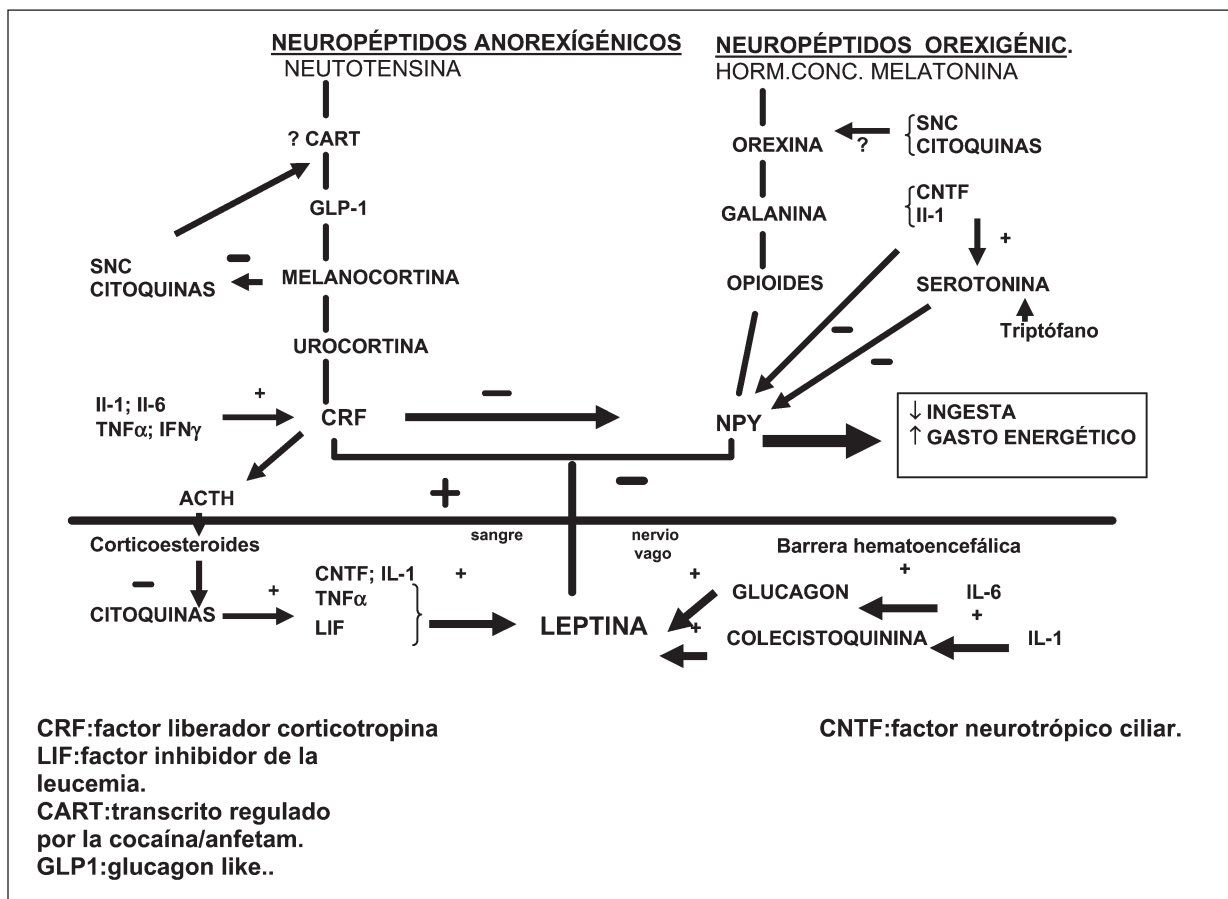 NEUROPÉPTIDOS ANOREXÍGÉNICOS
NEUTOTENSINA
? CART
GLP-1
SNC
CITOQUINAS
−
MELANOCORTINA
UROCORTINA
Il-1; Il-6
TNFα; IFNγ
+
CRF
−
ACTH
NEUROPÉPTIDOS OREXIGÉNIC.
HORM.CONC. MELATONINA
OREXINA
?
SNC
CITOQUINAS
GALANINA
CNTF
Il-1
+
OPIOIDES
SEROTONINA
Triptófano
−
−
NPY
↓ INGESTA
↑ GASTO ENERGÉTICO
+
−
sangre
nervio
vago
Barrera hematoencefálica
Corticoesteroides
−
CITOQUINAS
+
CNTF; IL-1
TNFα
LIF
+
LEPTINA
+
GLUCAGON
+
IL-6
+
COLECISTOQUININA
+
IL-1
CRF:factor liberador corticotropina
LIF:factor inhibidor de la
leucemia.
CART:transcrito regulado
por la cocaína/anfetam.
GLP1:glucagon like..
CNTF:factor neurotrópico ciliar.